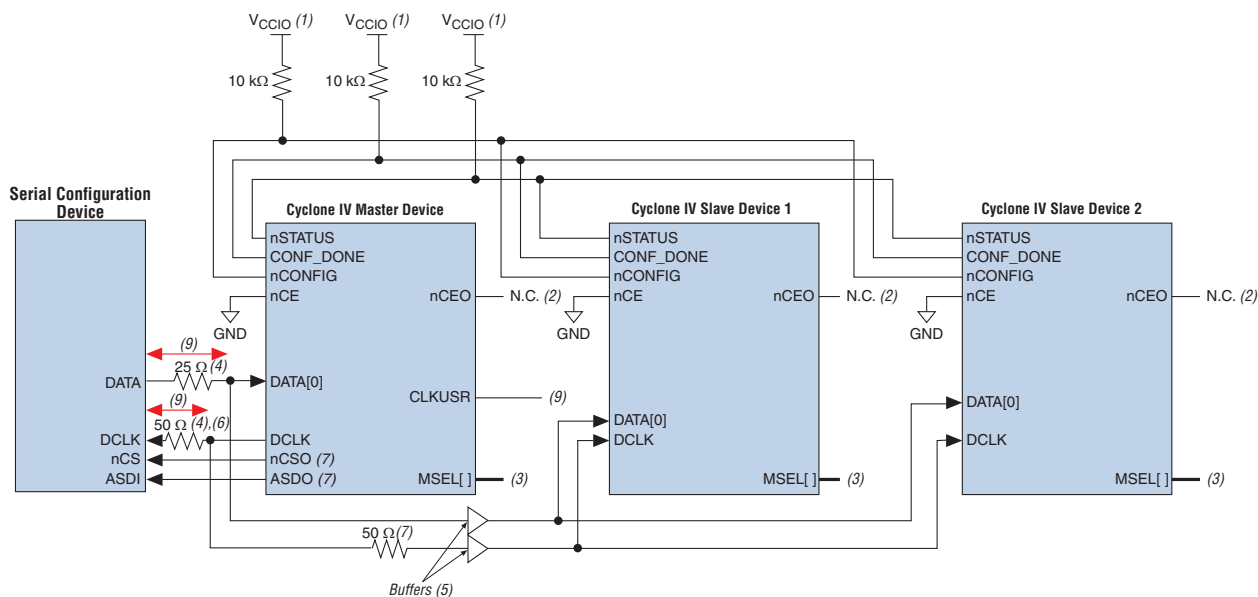 VCCIO (1) VCCIO (1) VCCIO (1)
10 kΩ 10 kΩ 10 kΩ
Serial Configuration
Device
Cyclone IV Master Device
Cyclone IV Slave Device 1
Cyclone IV Slave Device 2
nSTATUS
CONF_DONE
nCONFIG
nCE
nCEO
N.C. (2)
GND
nSTATUS
CONF_DONE
nCONFIG
nCE
nCEO
N.C. (2)
GND
nSTATUS
CONF_DONE
nCONFIG
nCE
nCEO
N.C. (2)
GND
(9)
25 Ω (4)
DATA
DATA[0]
(9)
50 Ω (4),(6)
DCLK
nCS
ASDI
DCLK
nCSO (7)
ASDO (7)
CLKUSR
(9)
MSEL[ ]
(3)
DATA[0]
DCLK
MSEL[ ]
(3)
DATA[0]
DCLK
MSEL[ ]
(3)
50 Ω (7)
Buffers (5)